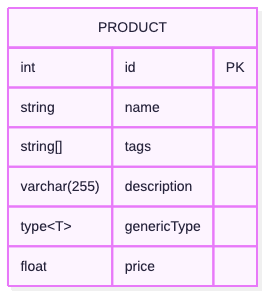 PRODUCT
int id PK
string name
string[] tags
varchar(255) description
type<T> genericType
float price